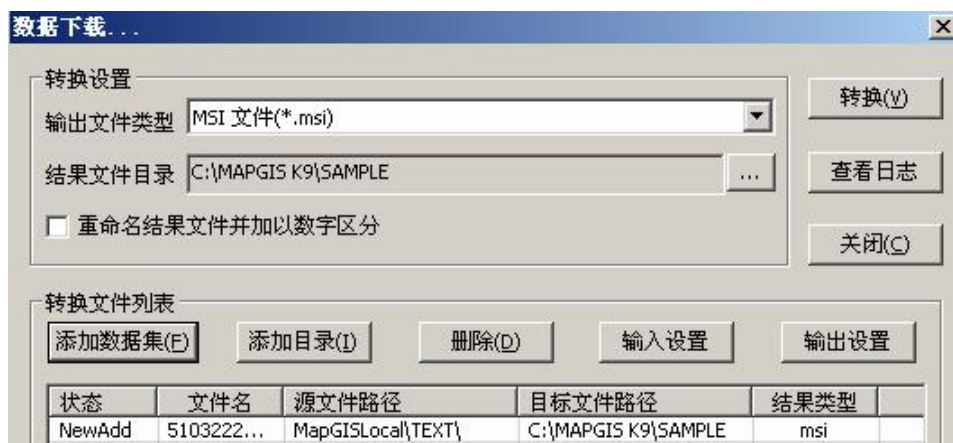 数据下载...
转换设置
输出文件类型 MSI 文件(*.msi)
转换(V)
结果文件目录 C:\MAPGIS K9\SAMPLE ...
查看日志
重命名结果文件并加以数字区分
关闭(C)
转换文件列表
添加数据集(F) 添加目录(I) 删除(D) 输入设置 输出设置
状态 文件名 源文件路径 目标文件路径 结果类型
NewAdd 5103222... MapGISLocal\TEXT\ C:\MAPGIS K9\SAMPLE msi